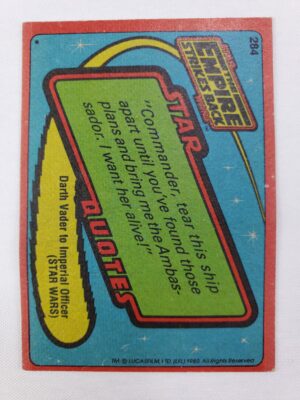 284
STAR WARS
THE
EMPIRE
STRIKES BACK
STAR
"Commander, tear this ship
apart until you've found those
plans and bring me the Ambas-
sador. I want her alive!"
QUOTES
Darth Vader to Imperial Officer
(STAR WARS)
TM: © LUCASFILM, LTD. (LFL) 1980. All Rights Reserved